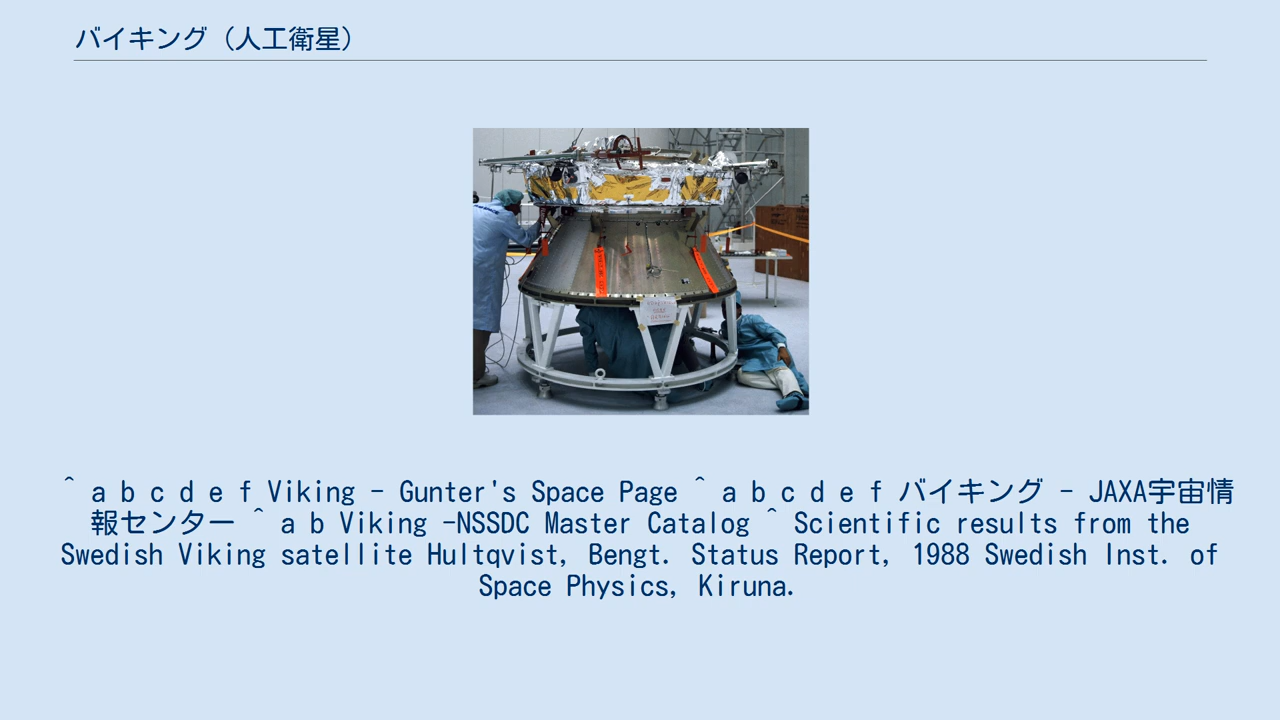 バイキング（人工衛星）
^ a b c d e f Viking - Gunter's Space Page ^ a b c d e f バイキング - JAXA宇宙情
報センター ^ a b Viking -NSSDC Master Catalog ^ Scientific results from the
Swedish Viking satellite Hultqvist, Bengt. Status Report, 1988 Swedish Inst. of
Space Physics, Kiruna.